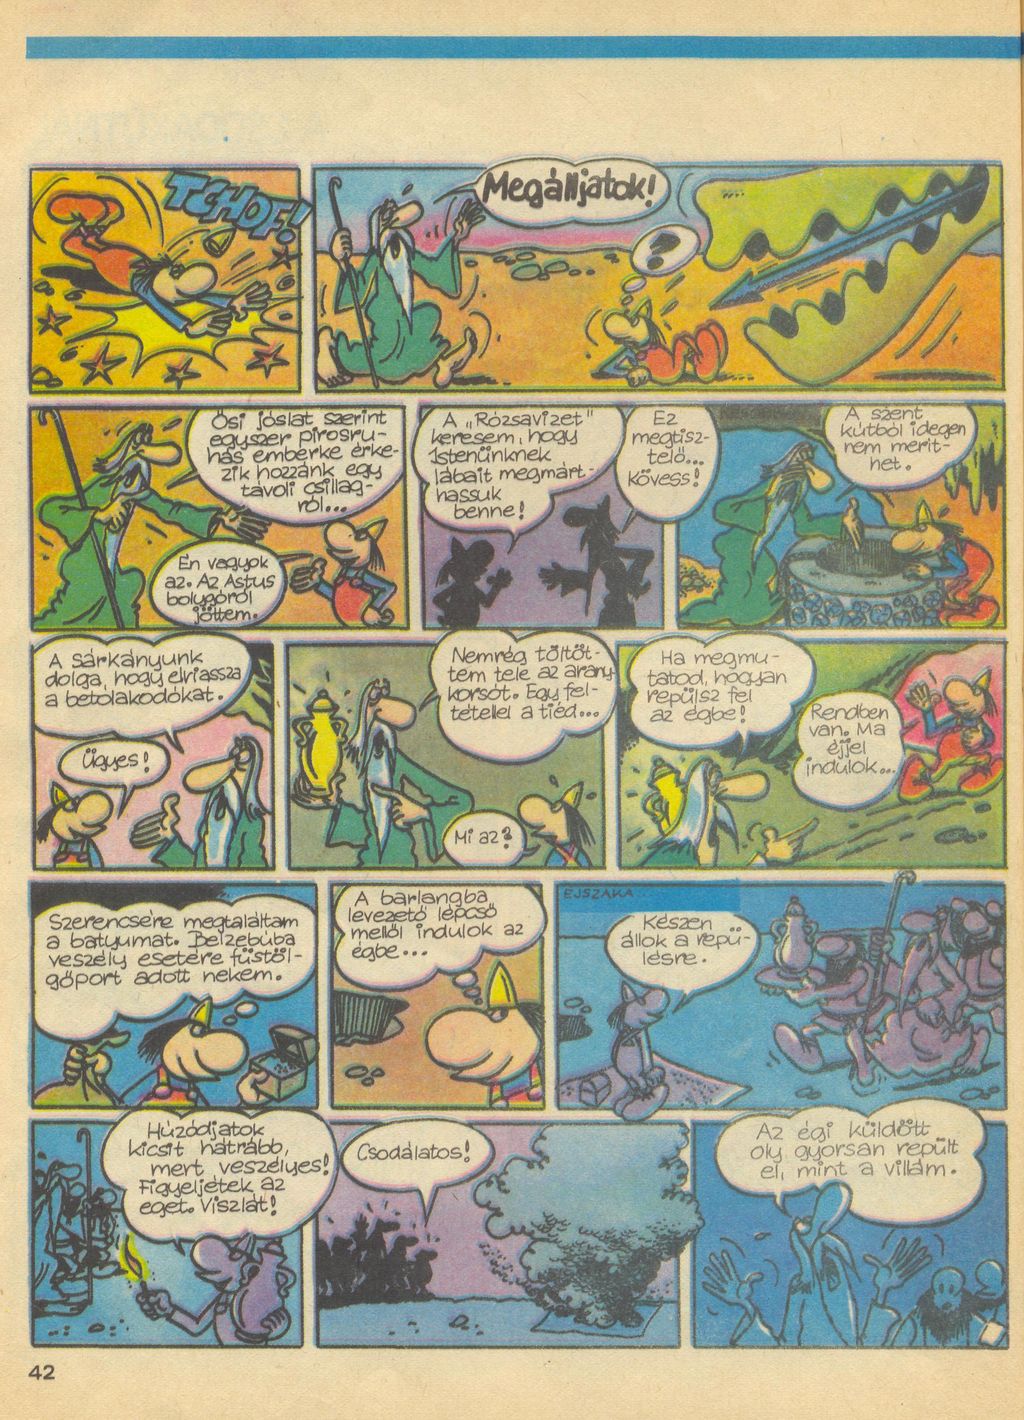 TCHOF!
Megálljatok!
?
Ősi jóslat szerint
egyszer pirosru-
hás emberke érke-
zik hozzánk egy
távoli csillag-
ról...
Én vagyok
az. Az Astus
bolygóról
jöttem.
A „Rózsavizet"
keresem, hogy
Istenünknek
lábait megmárt-
hassuk
benne!
Ez
megtisz-
telő...
Kövess!
A szent
kútból idegen
nem merít-
het.
A sárkányunk
dolga, hogy elriassza
a betolakodókat.
Ügyes!
Nemrég töltöt-
tem tele az arany
korsót. Egy fel-
tétellel a tiéd...
Mi az?
Ha megmu-
tatod, hogyan
repülsz fel
az égbe!
Rendben
van. Ma
éjjel
indulok...
Szerencsére megtaláltam
a batyumat. Belzebúba
veszély esetére füstöl-
gőport adott nekem.
A barlangba
levezető lépcső
mellől indulok az
égbe...
ÉJSZAKA...
Készen
állok a repü-
lésre.
Húzódjatok
kicsit hátrább,
mert veszélyes!
Figyeljétek az
eget. Viszlát!
Csodálatos!
Az égi küldött
oly gyorsan repült
el, mint a villám.
42